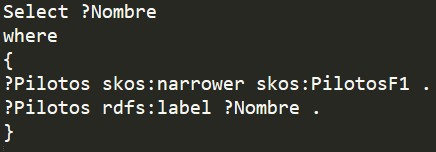 Select ?Nombre
where
{
?Pilotos skos:narrower skos:PilotosF1 .
?Pilotos rdfs:label ?Nombre .
}